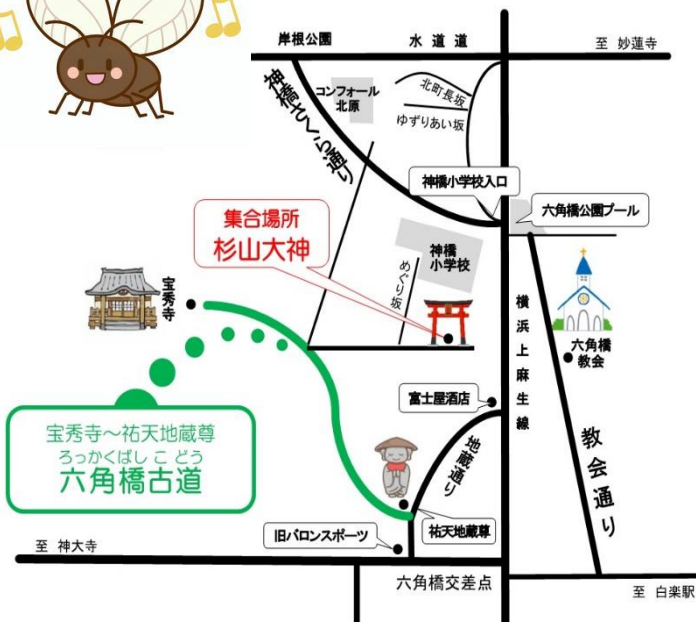 岸根公園
水道道
至 妙蓮寺
神橋さくら通り
コンフォール
北原
北町長坂
ゆずりあい坂
神橋小学校入口
六角橋公園プール
集合場所
杉山大神
神橋
小学校
めぐり坂
宝秀寺
横浜上麻生線
六角橋
教会
富士屋酒店
地蔵通り
教会通り
宝秀寺～祐天地蔵尊
ろっかくばしこどう
六角橋古道
祐天地蔵尊
旧バロンスポーツ
至 神大寺
六角橋交差点
至 白楽駅